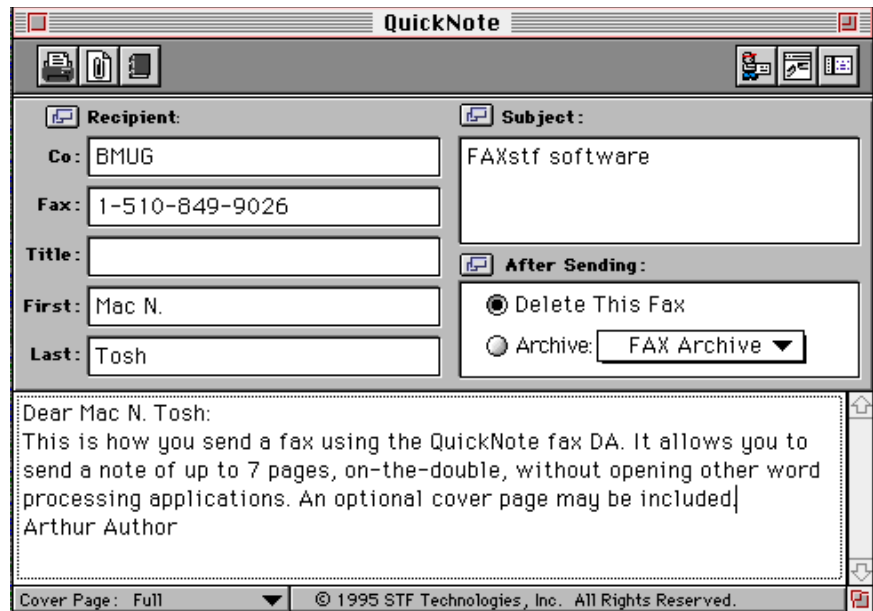 QuickNote
Recipient:
Co: BMUG
Fax: 1-510-849-9026
Title:
First: Mac N.
Last: Tosh
Subject:
FAXstf software
After Sending:
Delete This Fax
Archive: FAX Archive
Dear Mac N. Tosh:
This is how you send a fax using the QuickNote fax DA. It allows you to
send a note of up to 7 pages, on-the-double, without opening other word
processing applications. An optional cover page may be included.
Arthur Author
Cover Page: Full
© 1995 STF Technologies, Inc. All Rights Reserved.